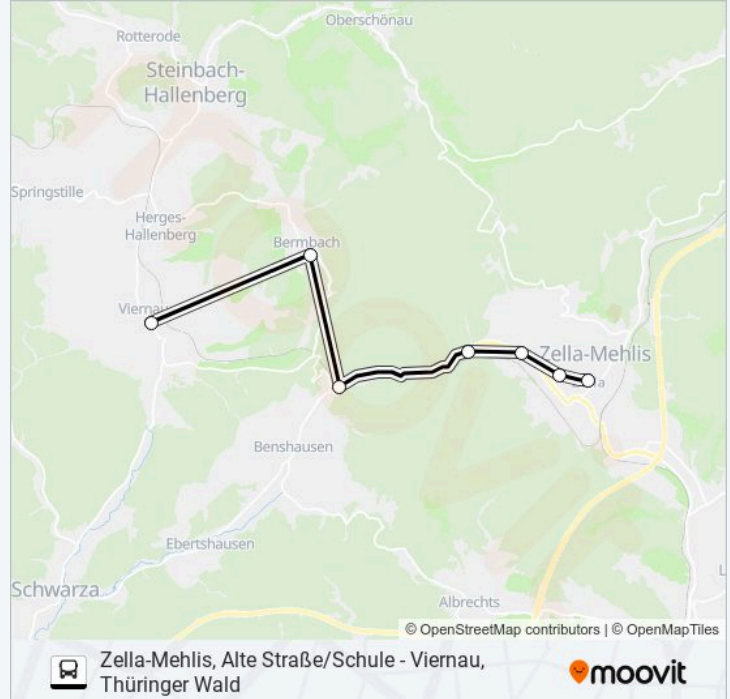 Oberschönau
Rotterode
Steinbach-
Hallenberg
Springstille
Herges-
Hallenberg
Bermbach
Viernau
Zella-Mehlis
Benshausen
Ebertshausen
Schwarza
Albrechts
© OpenStreetMap contributors | © OpenMapTiles
Zella-Mehlis, Alte Straße/Schule - Viernau,
Thüringer Wald
moovit